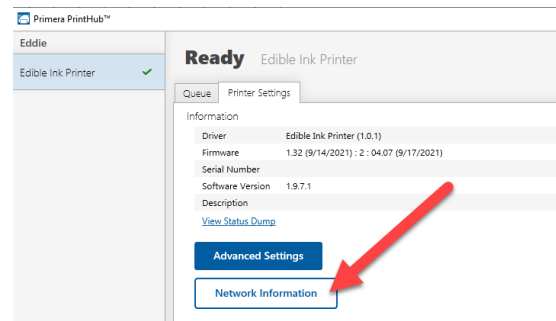 Primera PrintHub™
Eddie
Edible Ink Printer
Ready Edible Ink Printer
Queue Printer Settings
Information
Driver Edible Ink Printer (1.0.1)
Firmware 1.32 (9/14/2021) : 2 : 04.07 (9/17/2021)
Serial Number
Software Version 1.9.7.1
Description
View Status Dump
Advanced Settings
Network Information